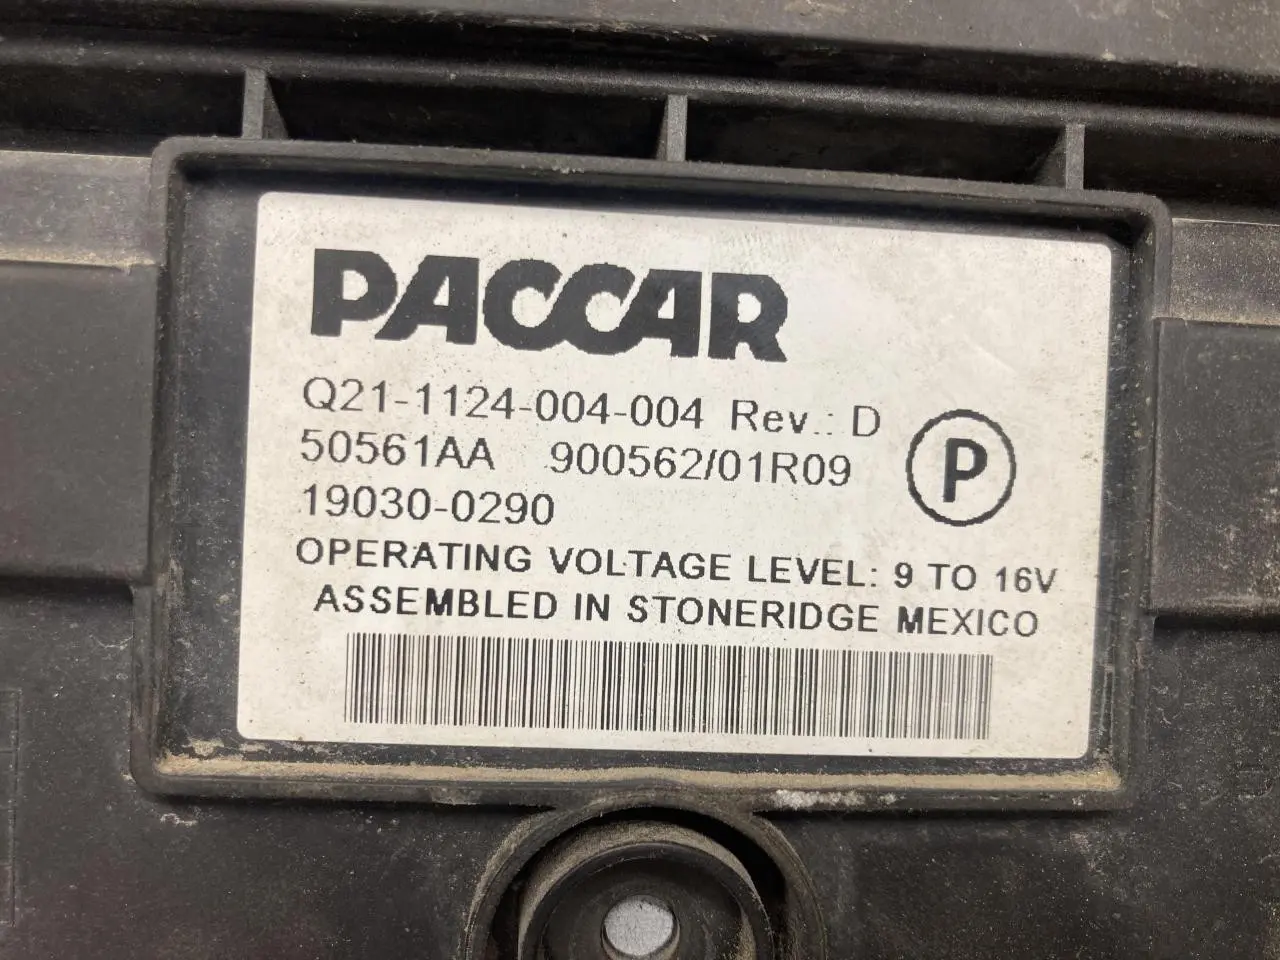 PACCAR
Q21-1124-004-004 Rev.: D
50561AA 900562/01R09
P
19030-0290
OPERATING VOLTAGE LEVEL: 9 TO 16V
ASSEMBLED IN STONERIDGE MEXICO